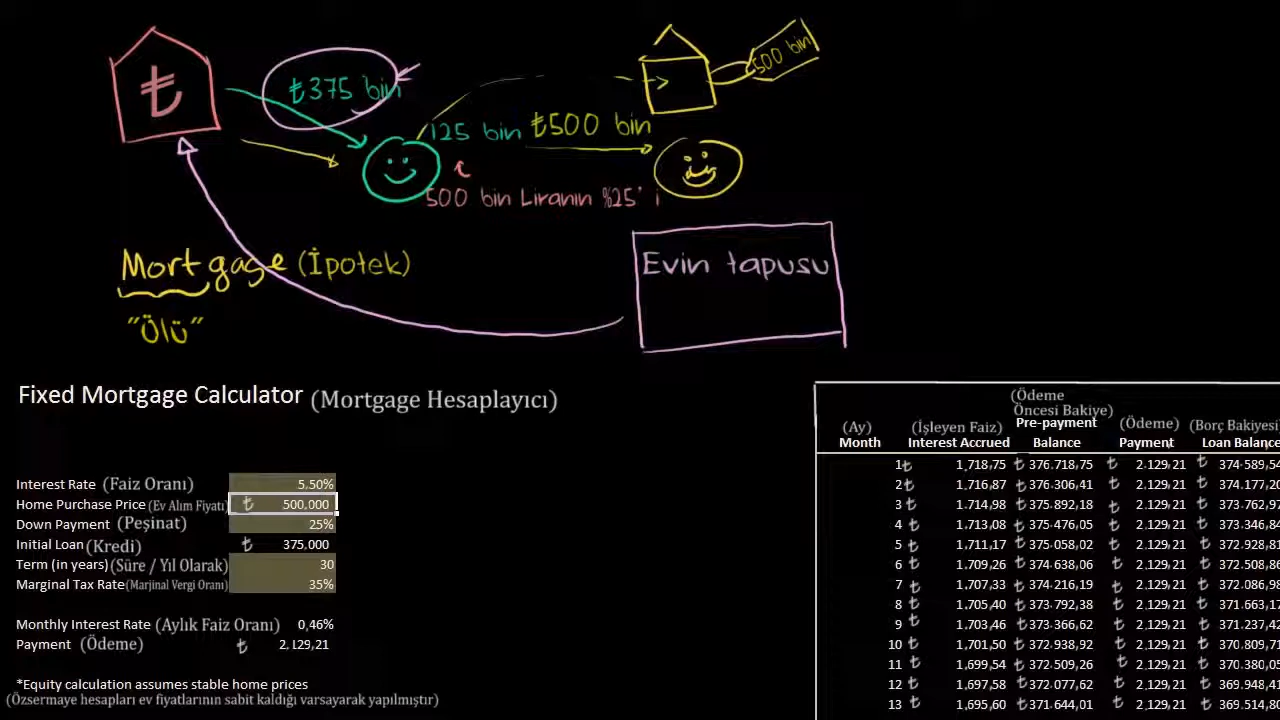 ₺
₺375 bin
500 bin
125 bin ₺500 bin
500 bin Liranın %25' i
Mortgage (İpotek)
"Ölü"
Evin tapusu
Fixed Mortgage Calculator (Mortgage Hesaplayıcı)
Interest Rate (Faiz Oranı) 5.50%
Home Purchase Price (Ev Alım Fiyatı) ₺ 500,000
Down Payment (Peşinat) 25%
Initial Loan (Kredi) ₺ 375,000
Term (in years) (Süre / Yıl Olarak) 30
Marginal Tax Rate (Marjinal Vergi Oranı) 35%
Monthly Interest Rate (Aylık Faiz Oranı) 0,46%
Payment (Ödeme) ₺ 2,129,21
*Equity calculation assumes stable home prices
(Özsermaye hesapları ev fiyatlarının sabit kaldığı varsayarak yapılmıştır)
(Ödeme
Öncesi Bakiye)
(Ay) (İşleyen Faiz) Pre-payment (Ödeme) (Borç Bakiyesi
Month Interest Accrued Balance Payment Loan Balance
1 ₺ 1,718,75 ₺ 376.718,75 ₺ 2.129,21 ₺ 374.589,54
2 ₺ 1,716,87 ₺ 376.306,41 ₺ 2.129,21 ₺ 374.177,20
3 ₺ 1,714,98 ₺ 375.892,18 ₺ 2.129,21 ₺ 373.762,97
4 ₺ 1,713,08 ₺ 375.476,05 ₺ 2.129,21 ₺ 373.346,84
5 ₺ 1,711,17 ₺ 375.058,02 ₺ 2.129,21 ₺ 372.928,81
6 ₺ 1,709,26 ₺ 374.638,06 ₺ 2.129,21 ₺ 372.508,86
7 ₺ 1,707,33 ₺ 374.216,19 ₺ 2.129,21 ₺ 372.086,98
8 ₺ 1,705,40 ₺ 373.792,38 ₺ 2.129,21 ₺ 371.663,17
9 ₺ 1,703,46 ₺ 373.366,62 ₺ 2.129,21 ₺ 371.237,42
10 ₺ 1,701,50 ₺ 372.938,92 ₺ 2.129,21 ₺ 370.809,71
11 ₺ 1,699,54 ₺ 372.509,26 ₺ 2.129,21 ₺ 370.380,05
12 ₺ 1,697,58 ₺ 372.077,62 ₺ 2.129,21 ₺ 369.948,41
13 ₺ 1,695,60 ₺ 371.644,01 ₺ 2.129,21 ₺ 369.514,80